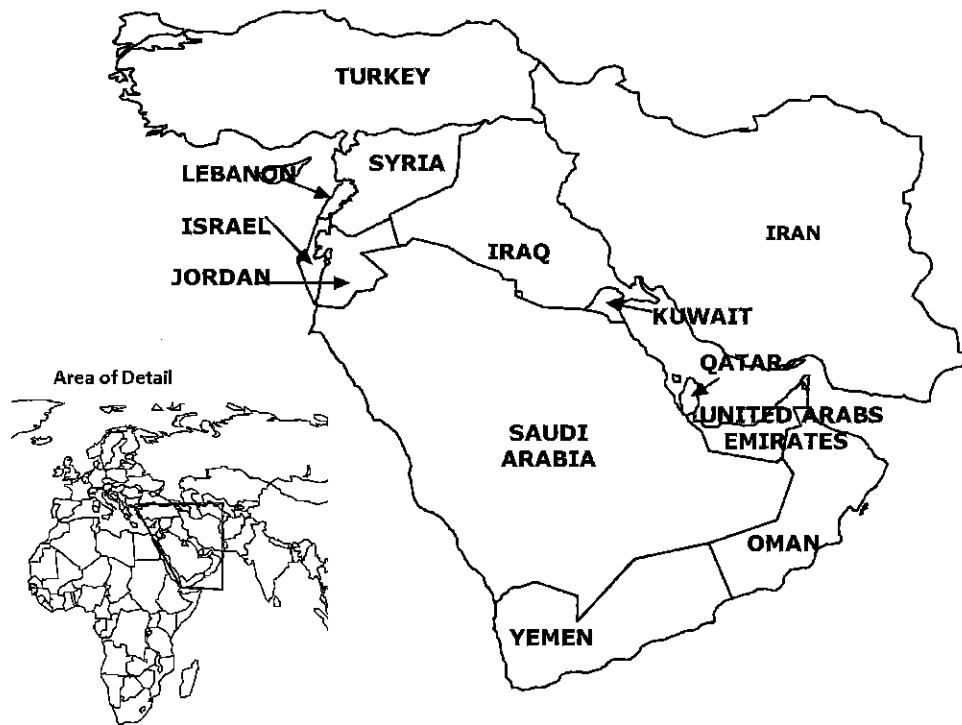 TURKEY
SYRIA
LEBANON
ISRAEL
IRAN
IRAQ
JORDAN
KUWAIT
QATAR
Area of Detail
UNITED ARABS
EMIRATES
SAUDI
ARABIA
OMAN
YEMEN